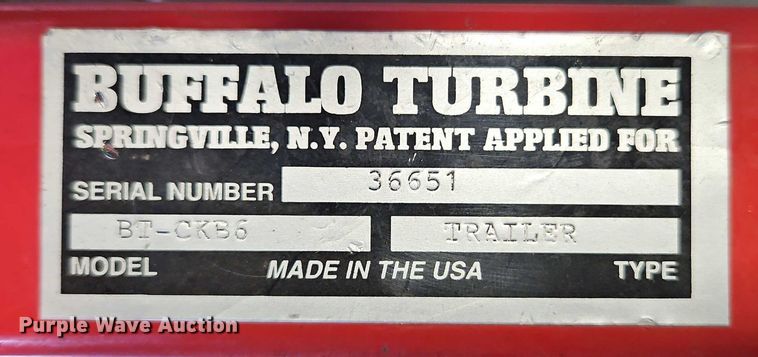 BUFFALO TURBINE
SPRINGVILLE, N.Y. PATENT APPLIED FOR
SERIAL NUMBER 36651
BT-CKB6 TRAILER
MODEL MADE IN THE USA TYPE
Purple Wave Auction